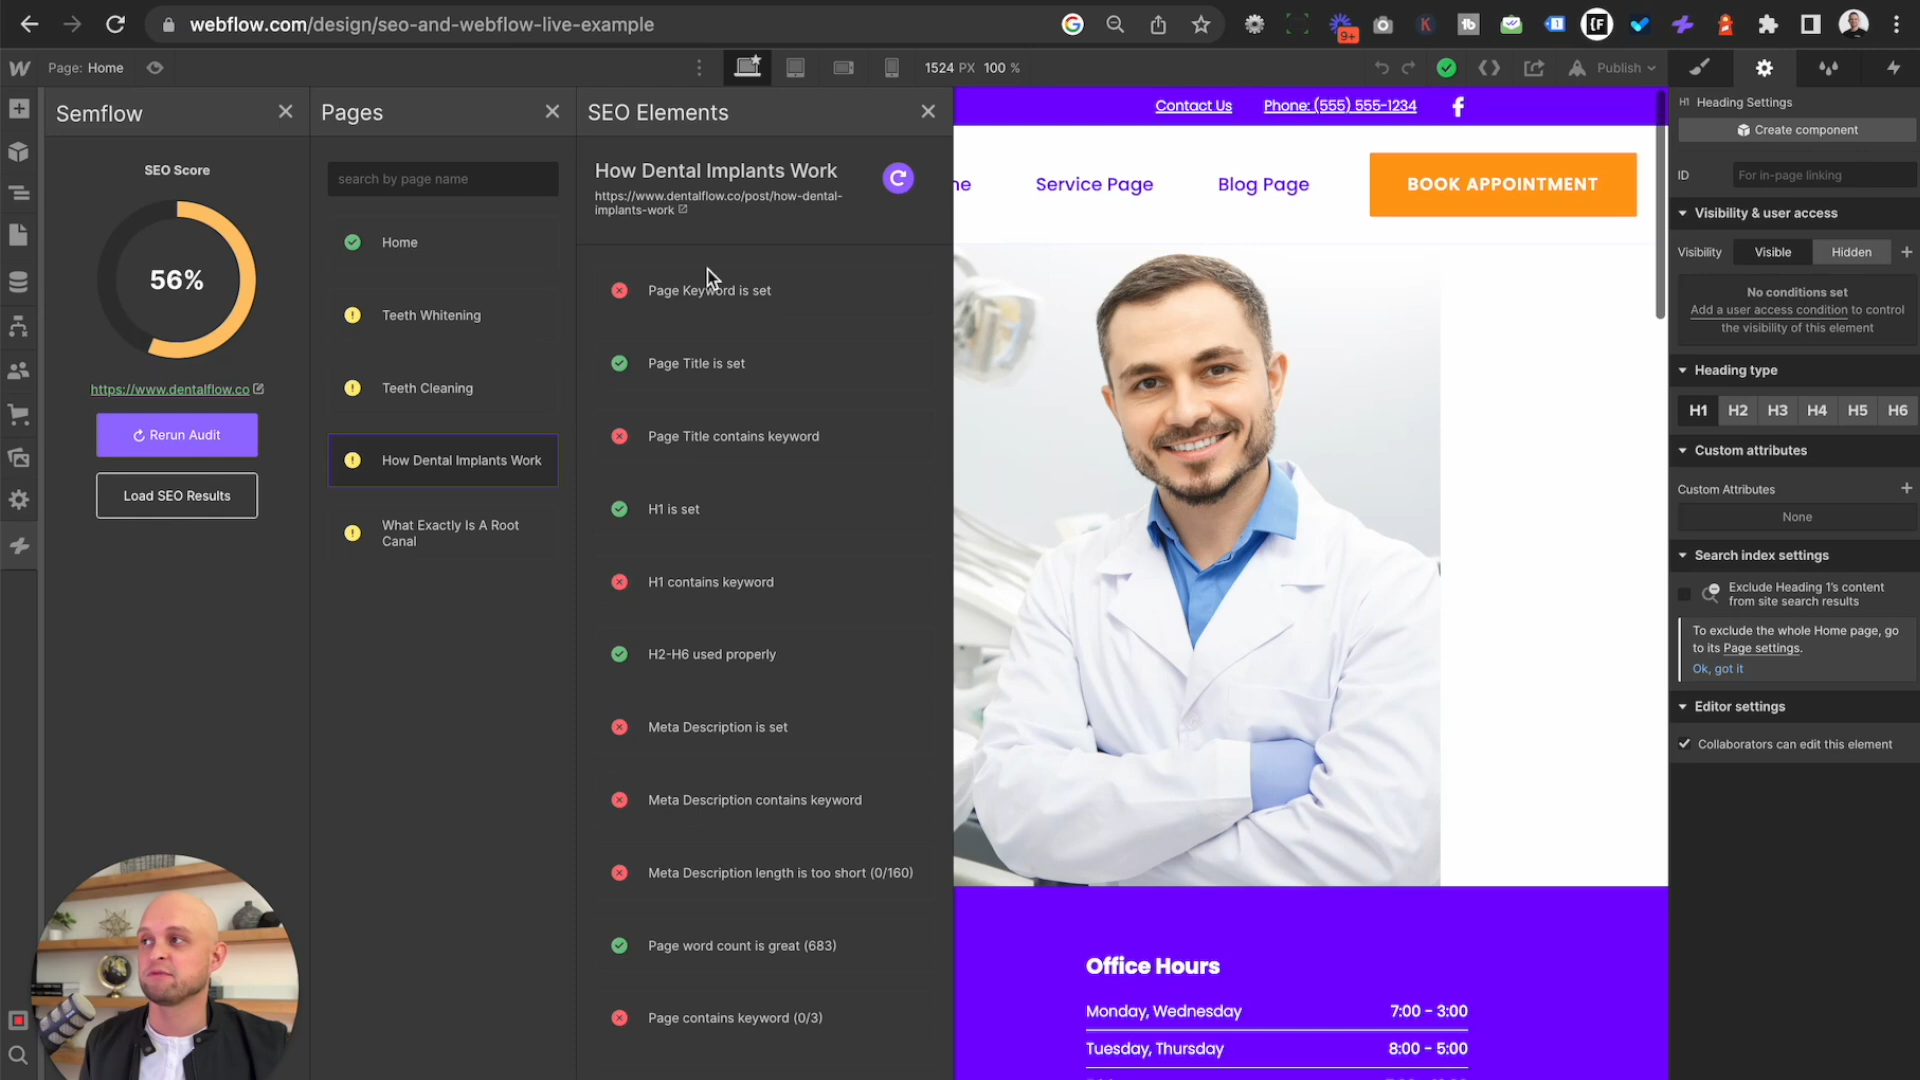 webflow.com/design/seo-and-webflow-live-example
9+
Page: Home
1524 PX 100 %
Publish
Semflow
SEO Score
56%
https://www.dentalflow.co
Rerun Audit
Load SEO Results
Pages
search by page name
Home
Teeth Whitening
Teeth Cleaning
How Dental Implants Work
What Exactly Is A Root
Canal
SEO Elements
How Dental Implants Work
https://www.dentalflow.co/post/how-dental-
implants-work
Page Keyword is set
Page Title is set
Page Title contains keyword
H1 is set
H1 contains keyword
H2-H6 used properly
Meta Description is set
Meta Description contains keyword
Meta Description length is too short (0/160)
Page word count is great (683)
Page contains keyword (0/3)
Contact Us
Phone: (555) 555-1234
Service Page
Blog Page
BOOK APPOINTMENT
Office Hours
Monday, Wednesday
7:00 - 3:00
Tuesday, Thursday
8:00 - 5:00
H1 Heading Settings
Create component
ID
For in-page linking
Visibility & user access
Visibility
Visible
Hidden
No conditions set
Add a user access condition to control
the visibility of this element
Heading type
H1 H2 H3 H4 H5 H6
Custom attributes
Custom Attributes
None
Search index settings
Exclude Heading 1's content
from site search results
To exclude the whole Home page, go
to its Page settings.
Ok, got it
Editor settings
Collaborators can edit this element